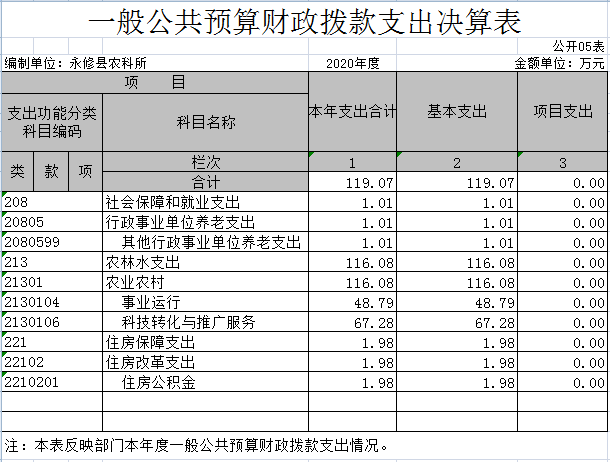 一般公共预算财政拨款支出决算表
公开05表
编制单位：永修县农科所 2020年度 金额单位：万元
项 目 本年支出合计 基本支出 项目支出
支出功能分类科目编码 科目名称
类 款 项 栏次 1 2 3
合计 119.07 119.07 0.00
208 社会保障和就业支出 1.01 1.01 0.00
20805 行政事业单位养老支出 1.01 1.01 0.00
2080599 其他行政事业单位养老支出 1.01 1.01 0.00
213 农林水支出 116.08 116.08 0.00
21301 农业农村 116.08 116.08 0.00
2130104 事业运行 48.79 48.79 0.00
2130106 科技转化与推广服务 67.28 67.28 0.00
221 住房保障支出 1.98 1.98 0.00
22102 住房改革支出 1.98 1.98 0.00
2210201 住房公积金 1.98 1.98 0.00
注：本表反映部门本年度一般公共预算财政拨款支出情况。